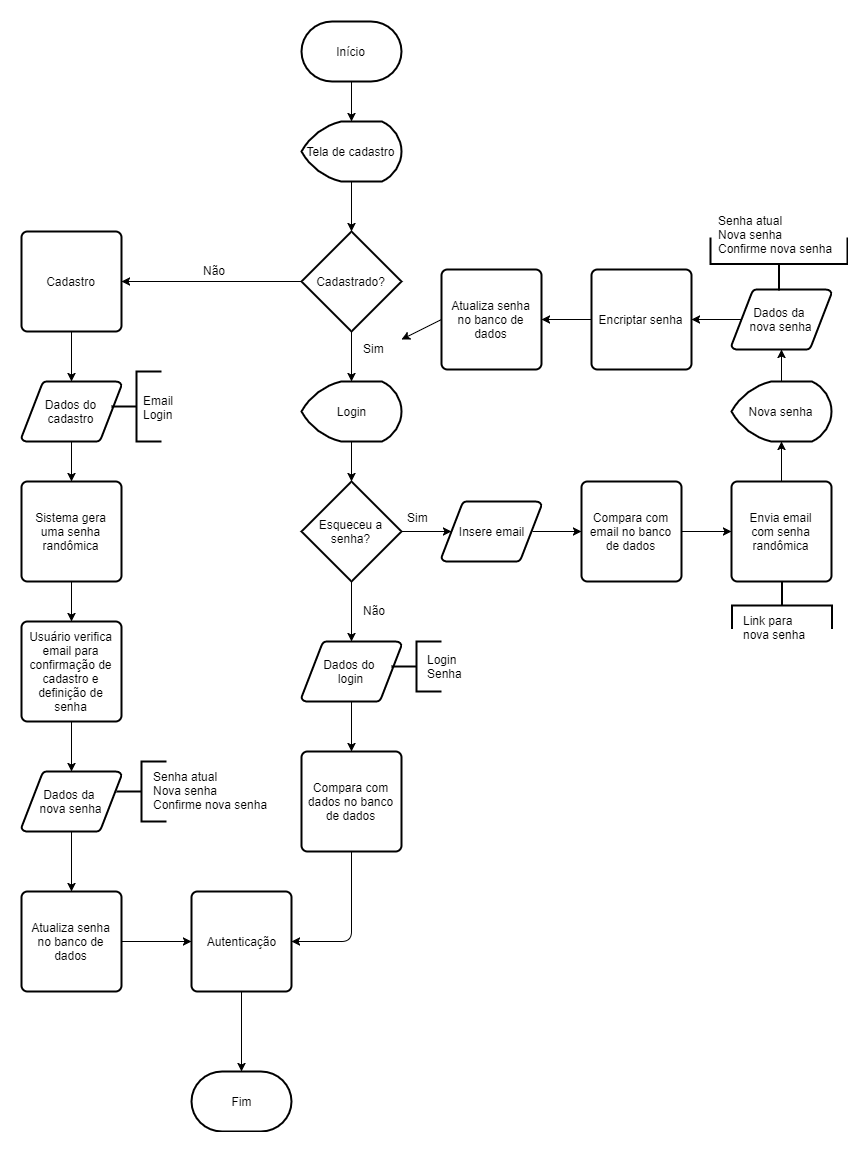 Início
Tela de cadastro
Cadastrado?
Não
Sim
Cadastro
Dados do
cadastro
Email
Login
Sistema gera
uma senha
randômica
Usuário verifica
email para
confirmação de
cadastro e
definição de
senha
Dados da
nova senha
Senha atual
Nova senha
Confirme nova senha
Atualiza senha
no banco de
dados
Login
Esqueceu a
senha?
Sim
Não
Insere email
Compara com
email no banco
de dados
Envia email
com senha
randômica
Link para
nova senha
Nova senha
Dados da
nova senha
Senha atual
Nova senha
Confirme nova senha
Encriptar senha
Atualiza senha
no banco de
dados
Dados do
login
Login
Senha
Compara com
dados no banco
de dados
Autenticação
Fim